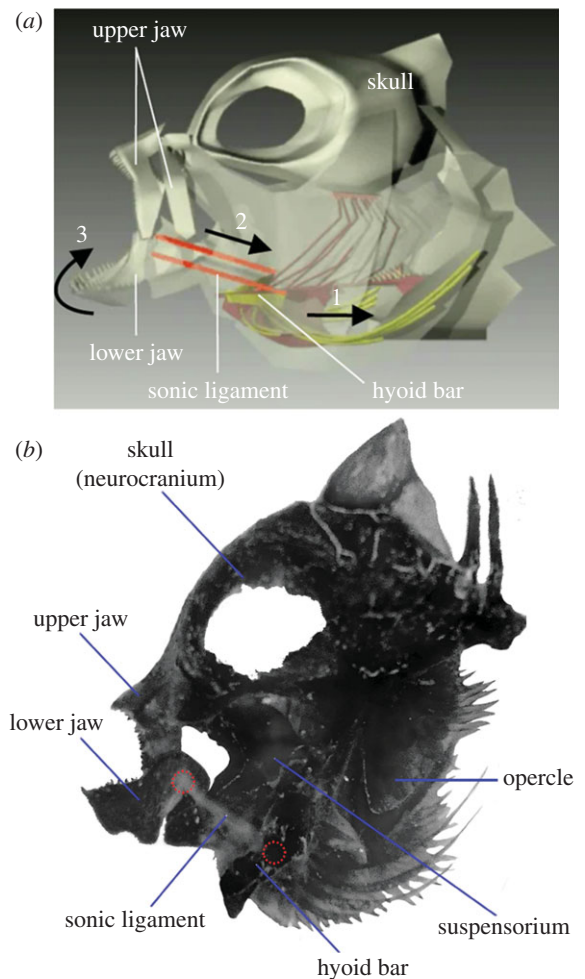 (a)
upper jaw
skull
3
2
1
lower jaw
sonic ligament
hyoid bar
(b)
skull
(neurocranium)
upper jaw
lower jaw
opercle
sonic ligament
suspensorium
hyoid bar